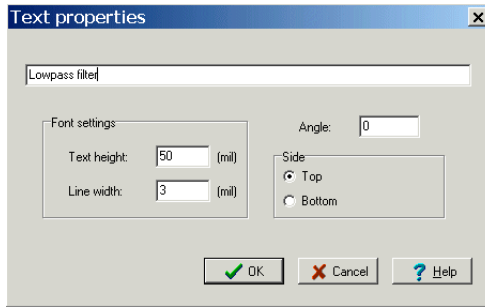 Text properties
Lowpass filter
Font settings
Text height: 50 (mil)
Line width: 3 (mil)
Angle: 0
Side
Top
Bottom
OK Cancel Help